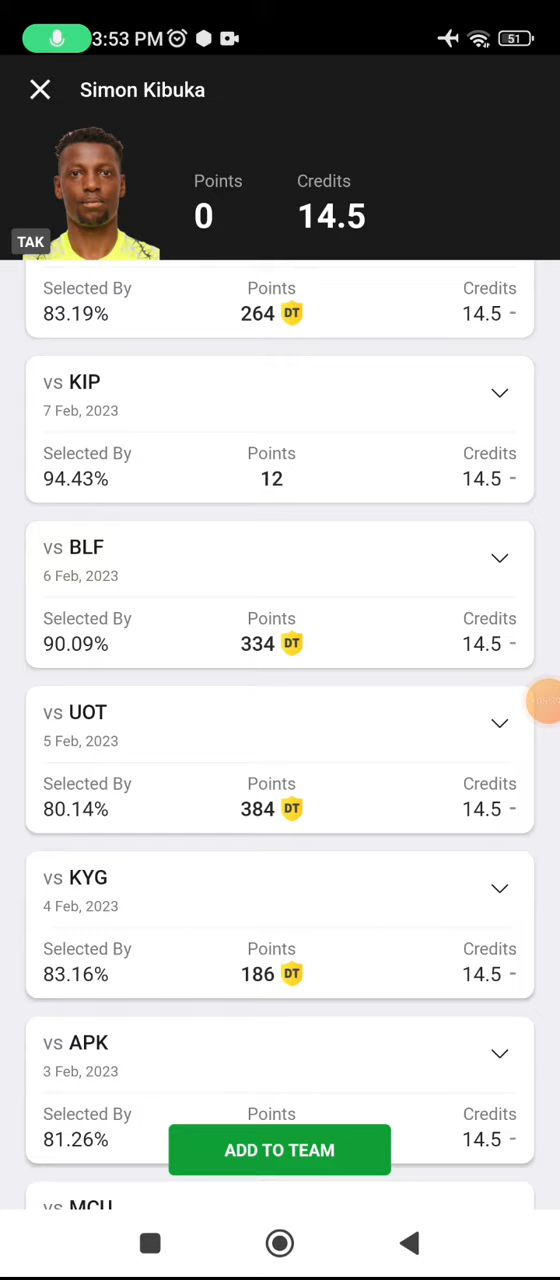 3:53 PM
51
Simon Kibuka
Points
Credits
0
14.5
TAK
Selected By
Points
Credits
83.19%
264 DT
14.5 -
vs KIP
7 Feb, 2023
Selected By
Points
Credits
94.43%
12
14.5 -
vs BLF
6 Feb, 2023
Selected By
Points
Credits
90.09%
334 DT
14.5 -
vs UOT
5 Feb, 2023
Selected By
Points
Credits
80.14%
384 DT
14.5 -
vs KYG
4 Feb, 2023
Selected By
Points
Credits
83.16%
186 DT
14.5 -
vs APK
3 Feb, 2023
Selected By
Points
Credits
81.26%
14.5 -
ADD TO TEAM
vs MCU